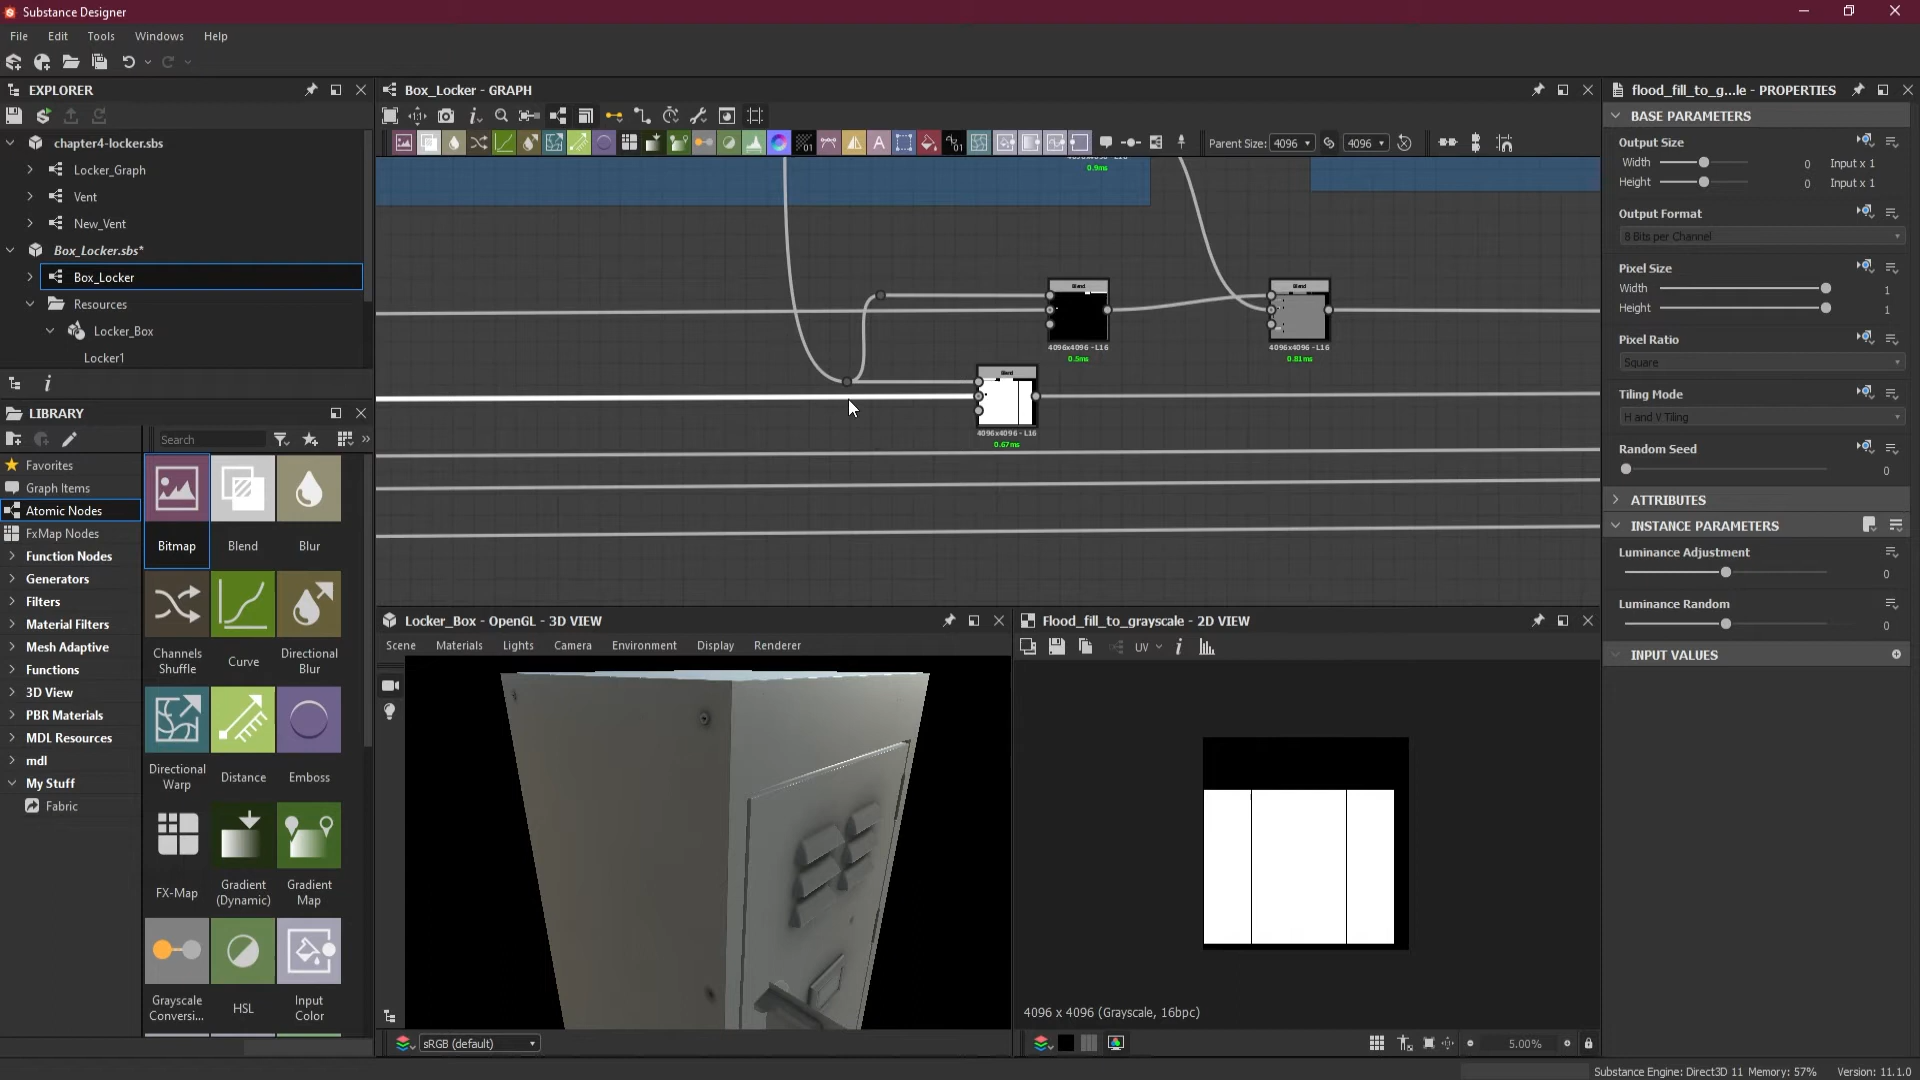 Substance Designer
File Edit Tools Windows Help
EXPLORER
chapter4-locker.sbs
Locker_Graph
Vent
New_Vent
Box_Locker.sbs*
Box_Locker
Resources
Locker_Box
Locker1
LIBRARY
Search
Favorites
Graph Items
Atomic Nodes
FxMap Nodes
Function Nodes
Generators
Filters
Material Filters
Mesh Adaptive
Functions
3D View
PBR Materials
MDL Resources
mdl
My Stuff
Fabric
Bitmap Blend Blur
Channels Shuffle Curve Directional Blur
Directional Warp Distance Emboss
FX-Map Gradient (Dynamic) Gradient Map
Grayscale Conversi... HSL Input Color
Box_Locker - GRAPH
Parent Size: 4096 4096
0.9ms
Blend
4096x4096 - L16
0.5ms
Blend
4096x4096 - L16
0.81ms
Blend
4096x4096 - L16
0.67ms
Locker_Box - OpenGL - 3D VIEW
Scene Materials Lights Camera Environment Display Renderer
sRGB (default)
Flood_fill_to_grayscale - 2D VIEW
UV
4096 x 4096 (Grayscale, 16bpc)
5.00%
flood_fill_to_g...le - PROPERTIES
BASE PARAMETERS
Output Size
Width 0 Input x 1
Height 0 Input x 1
Output Format
8 Bits per Channel
Pixel Size
Width 1
Height 1
Pixel Ratio
Square
Tiling Mode
H and V Tiling
Random Seed
0
ATTRIBUTES
INSTANCE PARAMETERS
Luminance Adjustment
0
Luminance Random
0
INPUT VALUES
Substance Engine: Direct3D 11 Memory: 57% Version: 11.1.0